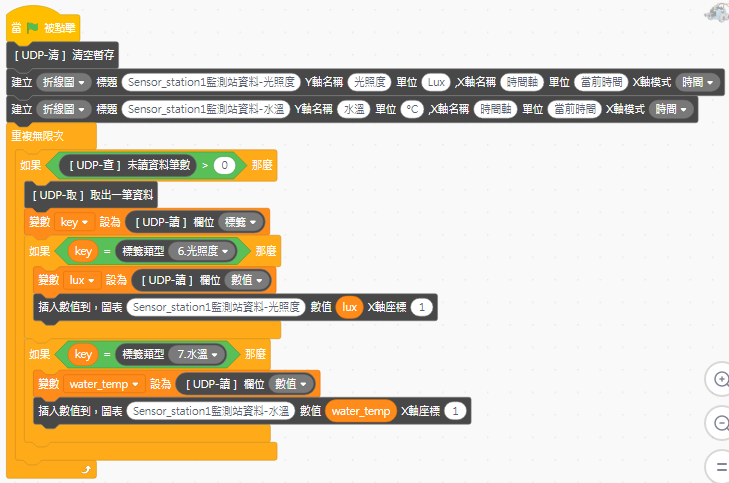 當 被點擊
[ UDP-清 ] 清空暫存
建立 折線圖 標題 Sensor_station1監測站資料-光照度 Y軸名稱 光照度 單位 Lux ,X軸名稱 時間軸 單位 當前時間 X軸模式 時間
建立 折線圖 標題 Sensor_station1監測站資料-水溫 Y軸名稱 水溫 單位 °C ,X軸名稱 時間軸 單位 當前時間 X軸模式 時間
重複無限次
如果 [ UDP-查 ] 未讀資料筆數 > 0 那麼
[ UDP-取 ] 取出一筆資料
變數 key 設為 [ UDP-讀 ] 欄位 標籤
如果 key = 標籤類型 6.光照度 那麼
變數 lux 設為 [ UDP-讀 ] 欄位 數值
插入數值到，圖表 Sensor_station1監測站資料-光照度 數值 lux X軸座標 1
如果 key = 標籤類型 7.水溫 那麼
變數 water_temp 設為 [ UDP-讀 ] 欄位 數值
插入數值到，圖表 Sensor_station1監測站資料-水溫 數值 water_temp X軸座標 1